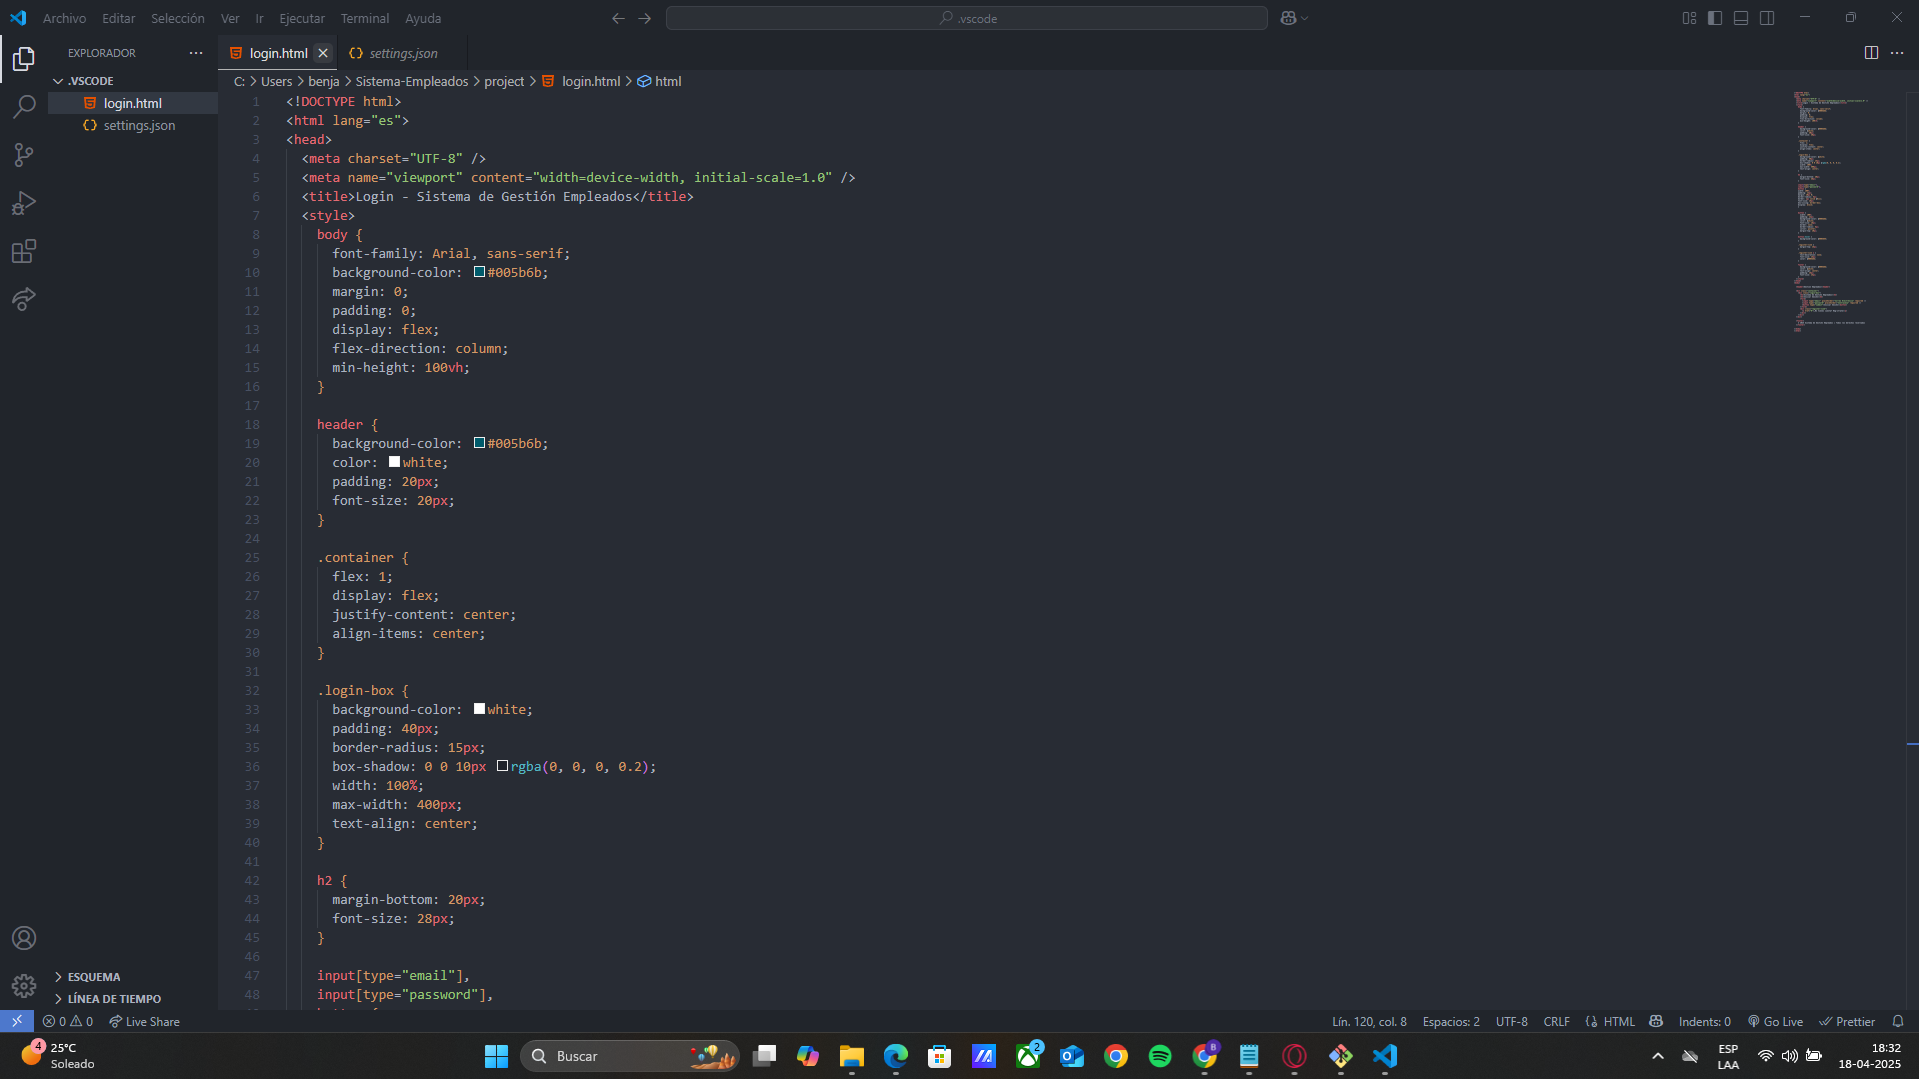 Archivo Editar Selección Ver Ir Ejecutar Terminal Ayuda
.vscode
EXPLORADOR
login.html
settings.json
.VSCODE
login.html
settings.json
C: > Users > benja > Sistema-Empleados > project > login.html > html
1 <!DOCTYPE html>
2 <html lang="es">
3 <head>
4 <meta charset="UTF-8" />
5 <meta name="viewport" content="width=device-width, initial-scale=1.0" />
6 <title>Login - Sistema de Gestión Empleados</title>
7 <style>
8 body {
9 font-family: Arial, sans-serif;
10 background-color: #005b6b;
11 margin: 0;
12 padding: 0;
13 display: flex;
14 flex-direction: column;
15 min-height: 100vh;
16 }
17
18 header {
19 background-color: #005b6b;
20 color: white;
21 padding: 20px;
22 font-size: 20px;
23 }
24
25 .container {
26 flex: 1;
27 display: flex;
28 justify-content: center;
29 align-items: center;
30 }
31
32 .login-box {
33 background-color: white;
34 padding: 40px;
35 border-radius: 15px;
36 box-shadow: 0 0 10px rgba(0, 0, 0, 0.2);
37 width: 100%;
38 max-width: 400px;
39 text-align: center;
40 }
41
42 h2 {
43 margin-bottom: 20px;
44 font-size: 28px;
45 }
46
47 input[type="email"],
48 input[type="password"],
ESQUEMA
LÍNEA DE TIEMPO
0 0 Live Share
Lín. 120, col. 8 Espacios: 2 UTF-8 CRLF HTML Indents: 0 Go Live Prettier
4
25°C
Soleado
Buscar
2
B
ESP
LAA
18:32
18-04-2025